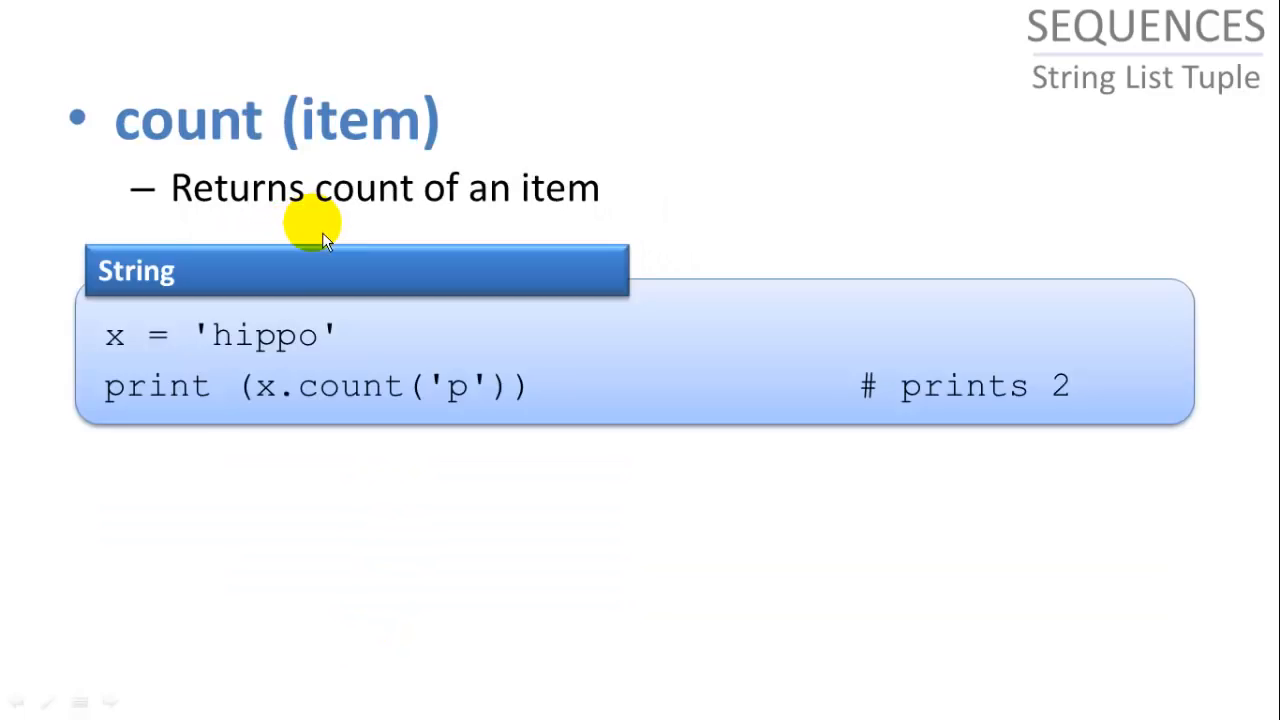 SEQUENCES
String List Tuple
• count (item)
– Returns count of an item
String
x = 'hippo'
print (x.count('p')) # prints 2